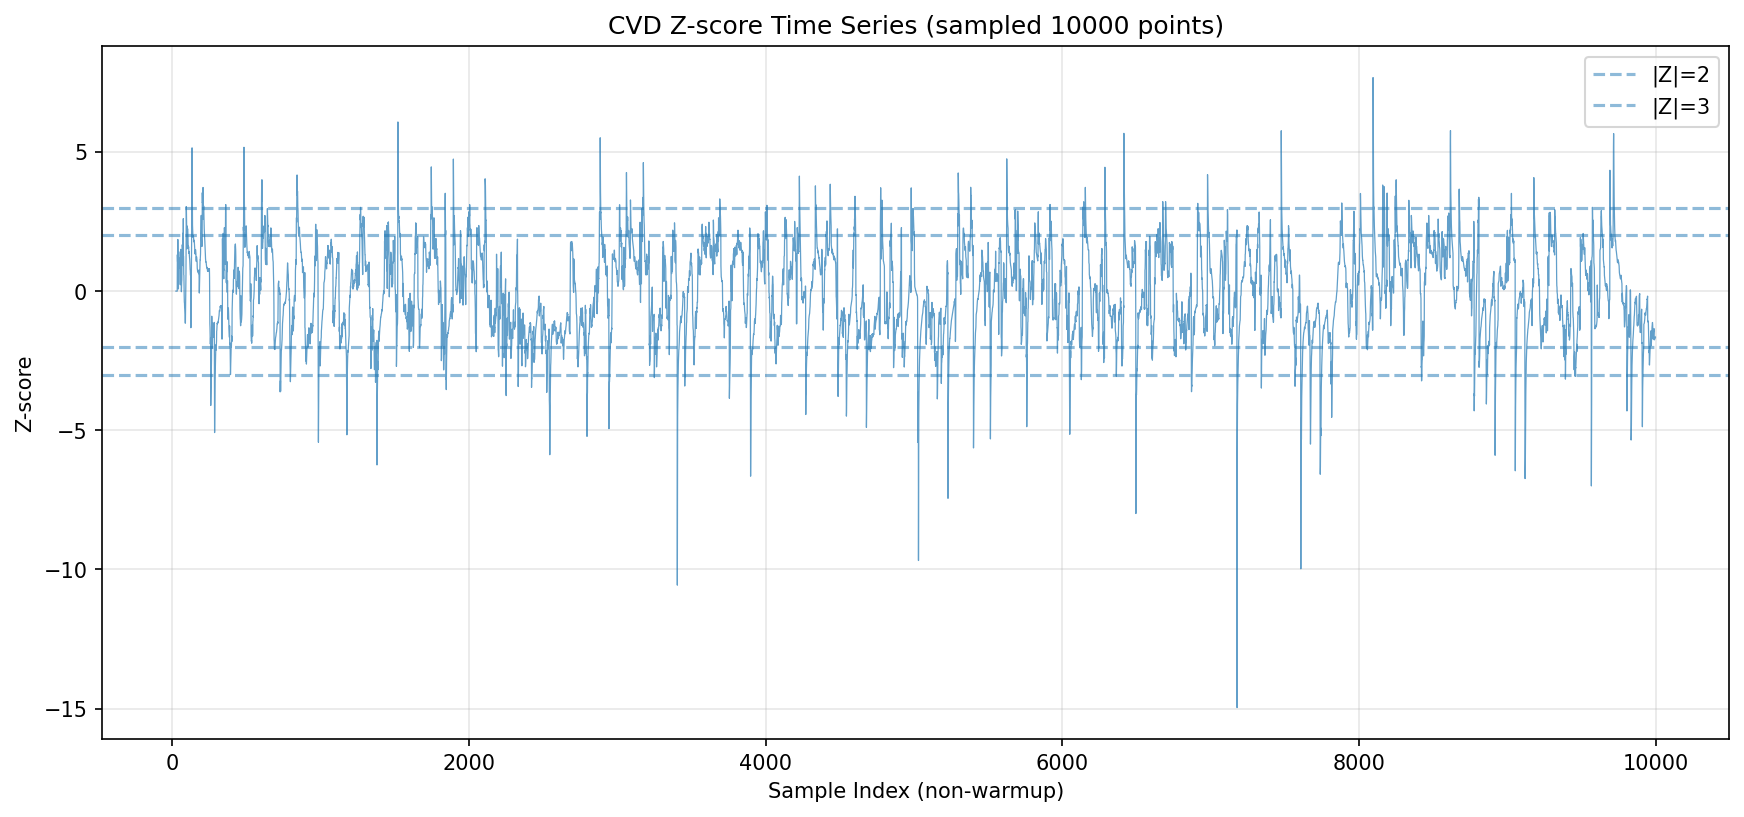 CVD Z-score Time Series (sampled 10000 points)
|Z|=2
|Z|=3
5
0
−5
−10
−15
Z-score
0 2000 4000 6000 8000 10000
Sample Index (non-warmup)